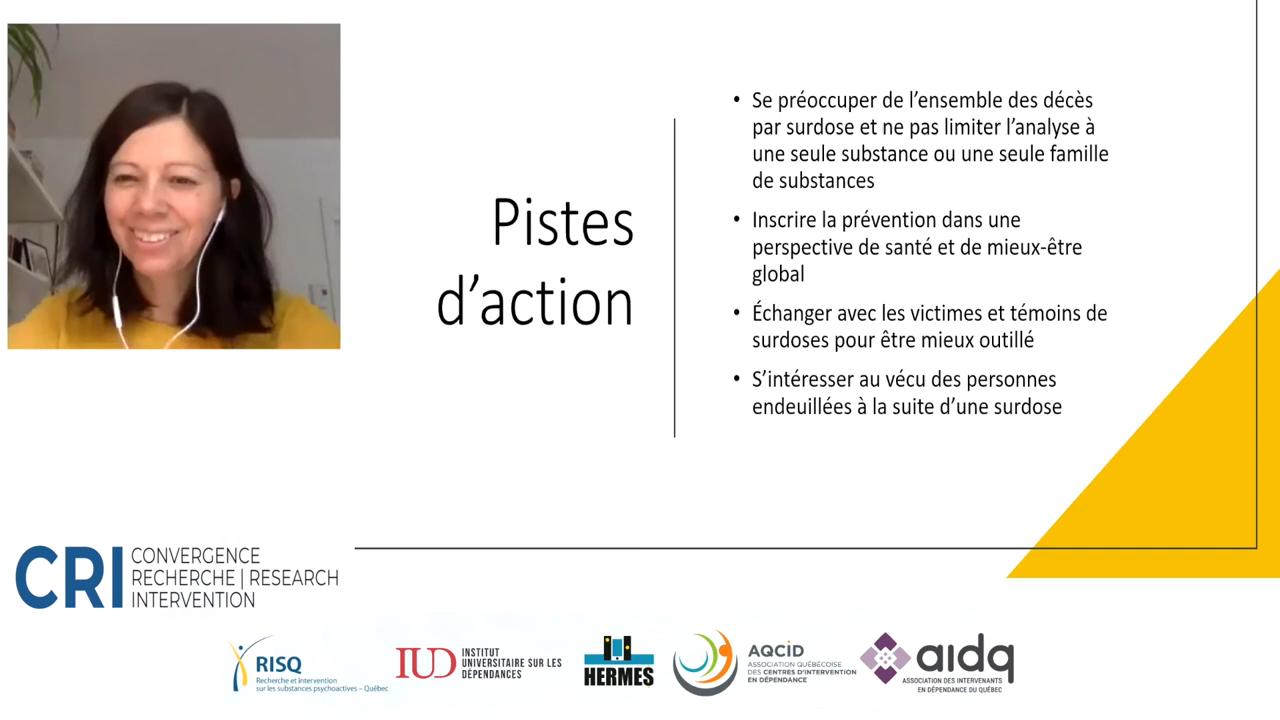 Pistes
d’action
• Se préoccuper de l’ensemble des décès
par surdose et ne pas limiter l’analyse à
une seule substance ou une seule famille
de substances
• Inscrire la prévention dans une
perspective de santé et de mieux-être
global
• Échanger avec les victimes et témoins de
surdoses pour être mieux outillé
• S’intéresser au vécu des personnes
endeuillées à la suite d’une surdose
CRI
CONVERGENCE
RECHERCHE | RESEARCH
INTERVENTION
RISQ
Recherche et intervention
sur les substances psychoactives – Québec
IUD
INSTITUT
UNIVERSITAIRE SUR LES
DÉPENDANCES
HERMES
AQCID
ASSOCIATION QUÉBÉCOISE
DES CENTRES D’INTERVENTION
EN DÉPENDANCE
aidq
ASSOCIATION DES INTERVENANTS
EN DÉPENDANCE DU QUÉBEC